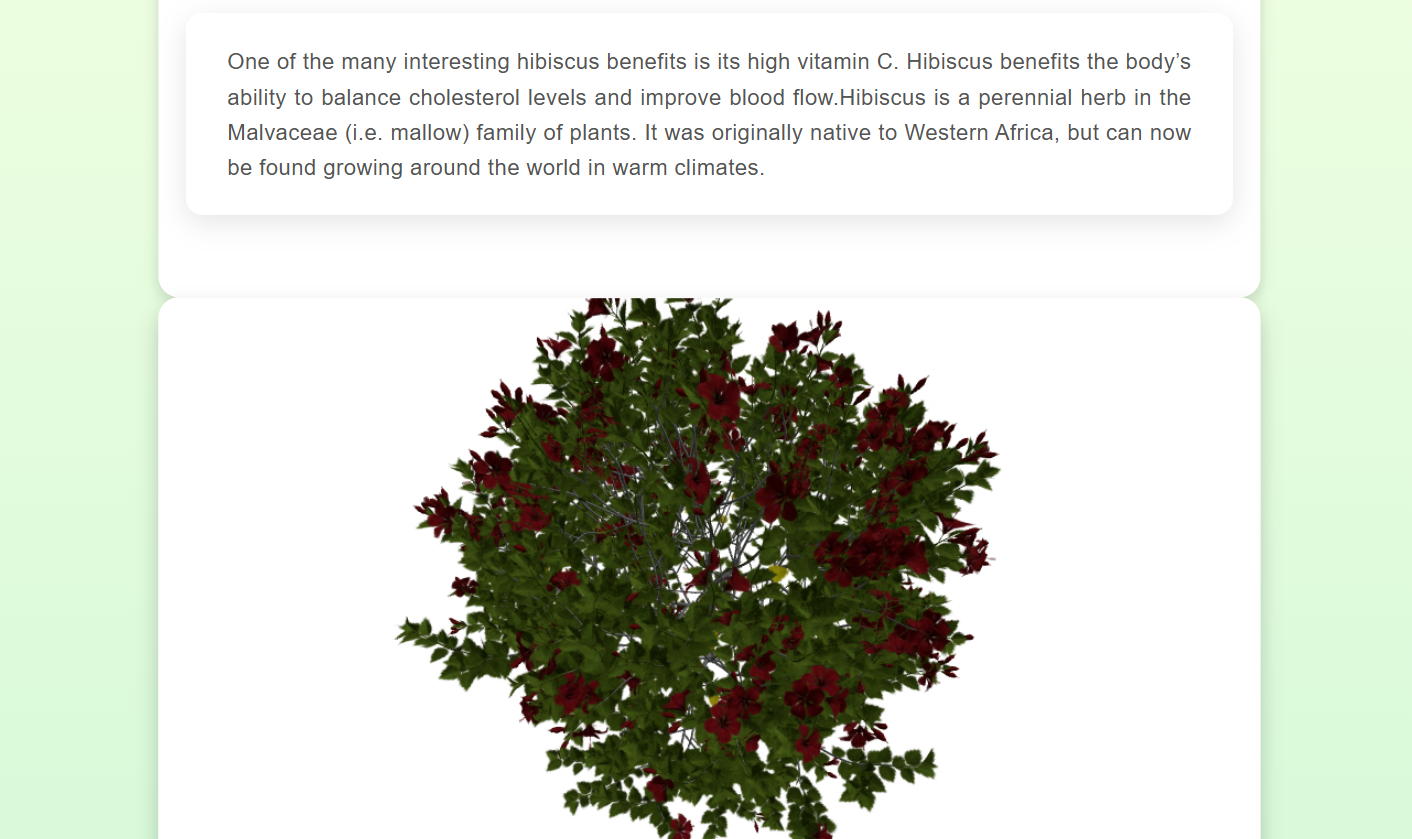 One of the many interesting hibiscus benefits is its high vitamin C. Hibiscus benefits the body’s
ability to balance cholesterol levels and improve blood flow.Hibiscus is a perennial herb in the
Malvaceae (i.e. mallow) family of plants. It was originally native to Western Africa, but can now
be found growing around the world in warm climates.